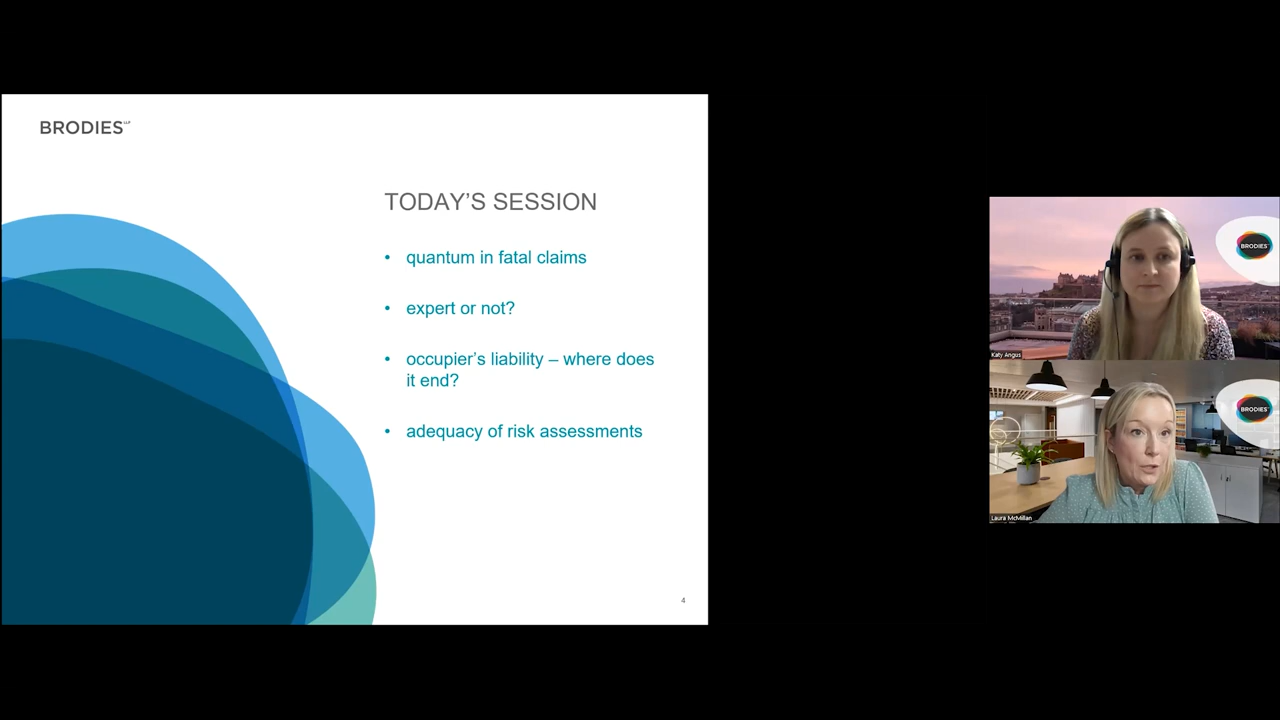 BRODIES LLP
TODAY'S SESSION
• quantum in fatal claims
• expert or not?
• occupier's liability – where does
it end?
• adequacy of risk assessments
4
BRODIES
Katy Angus
BRODIES
Laura McMillan